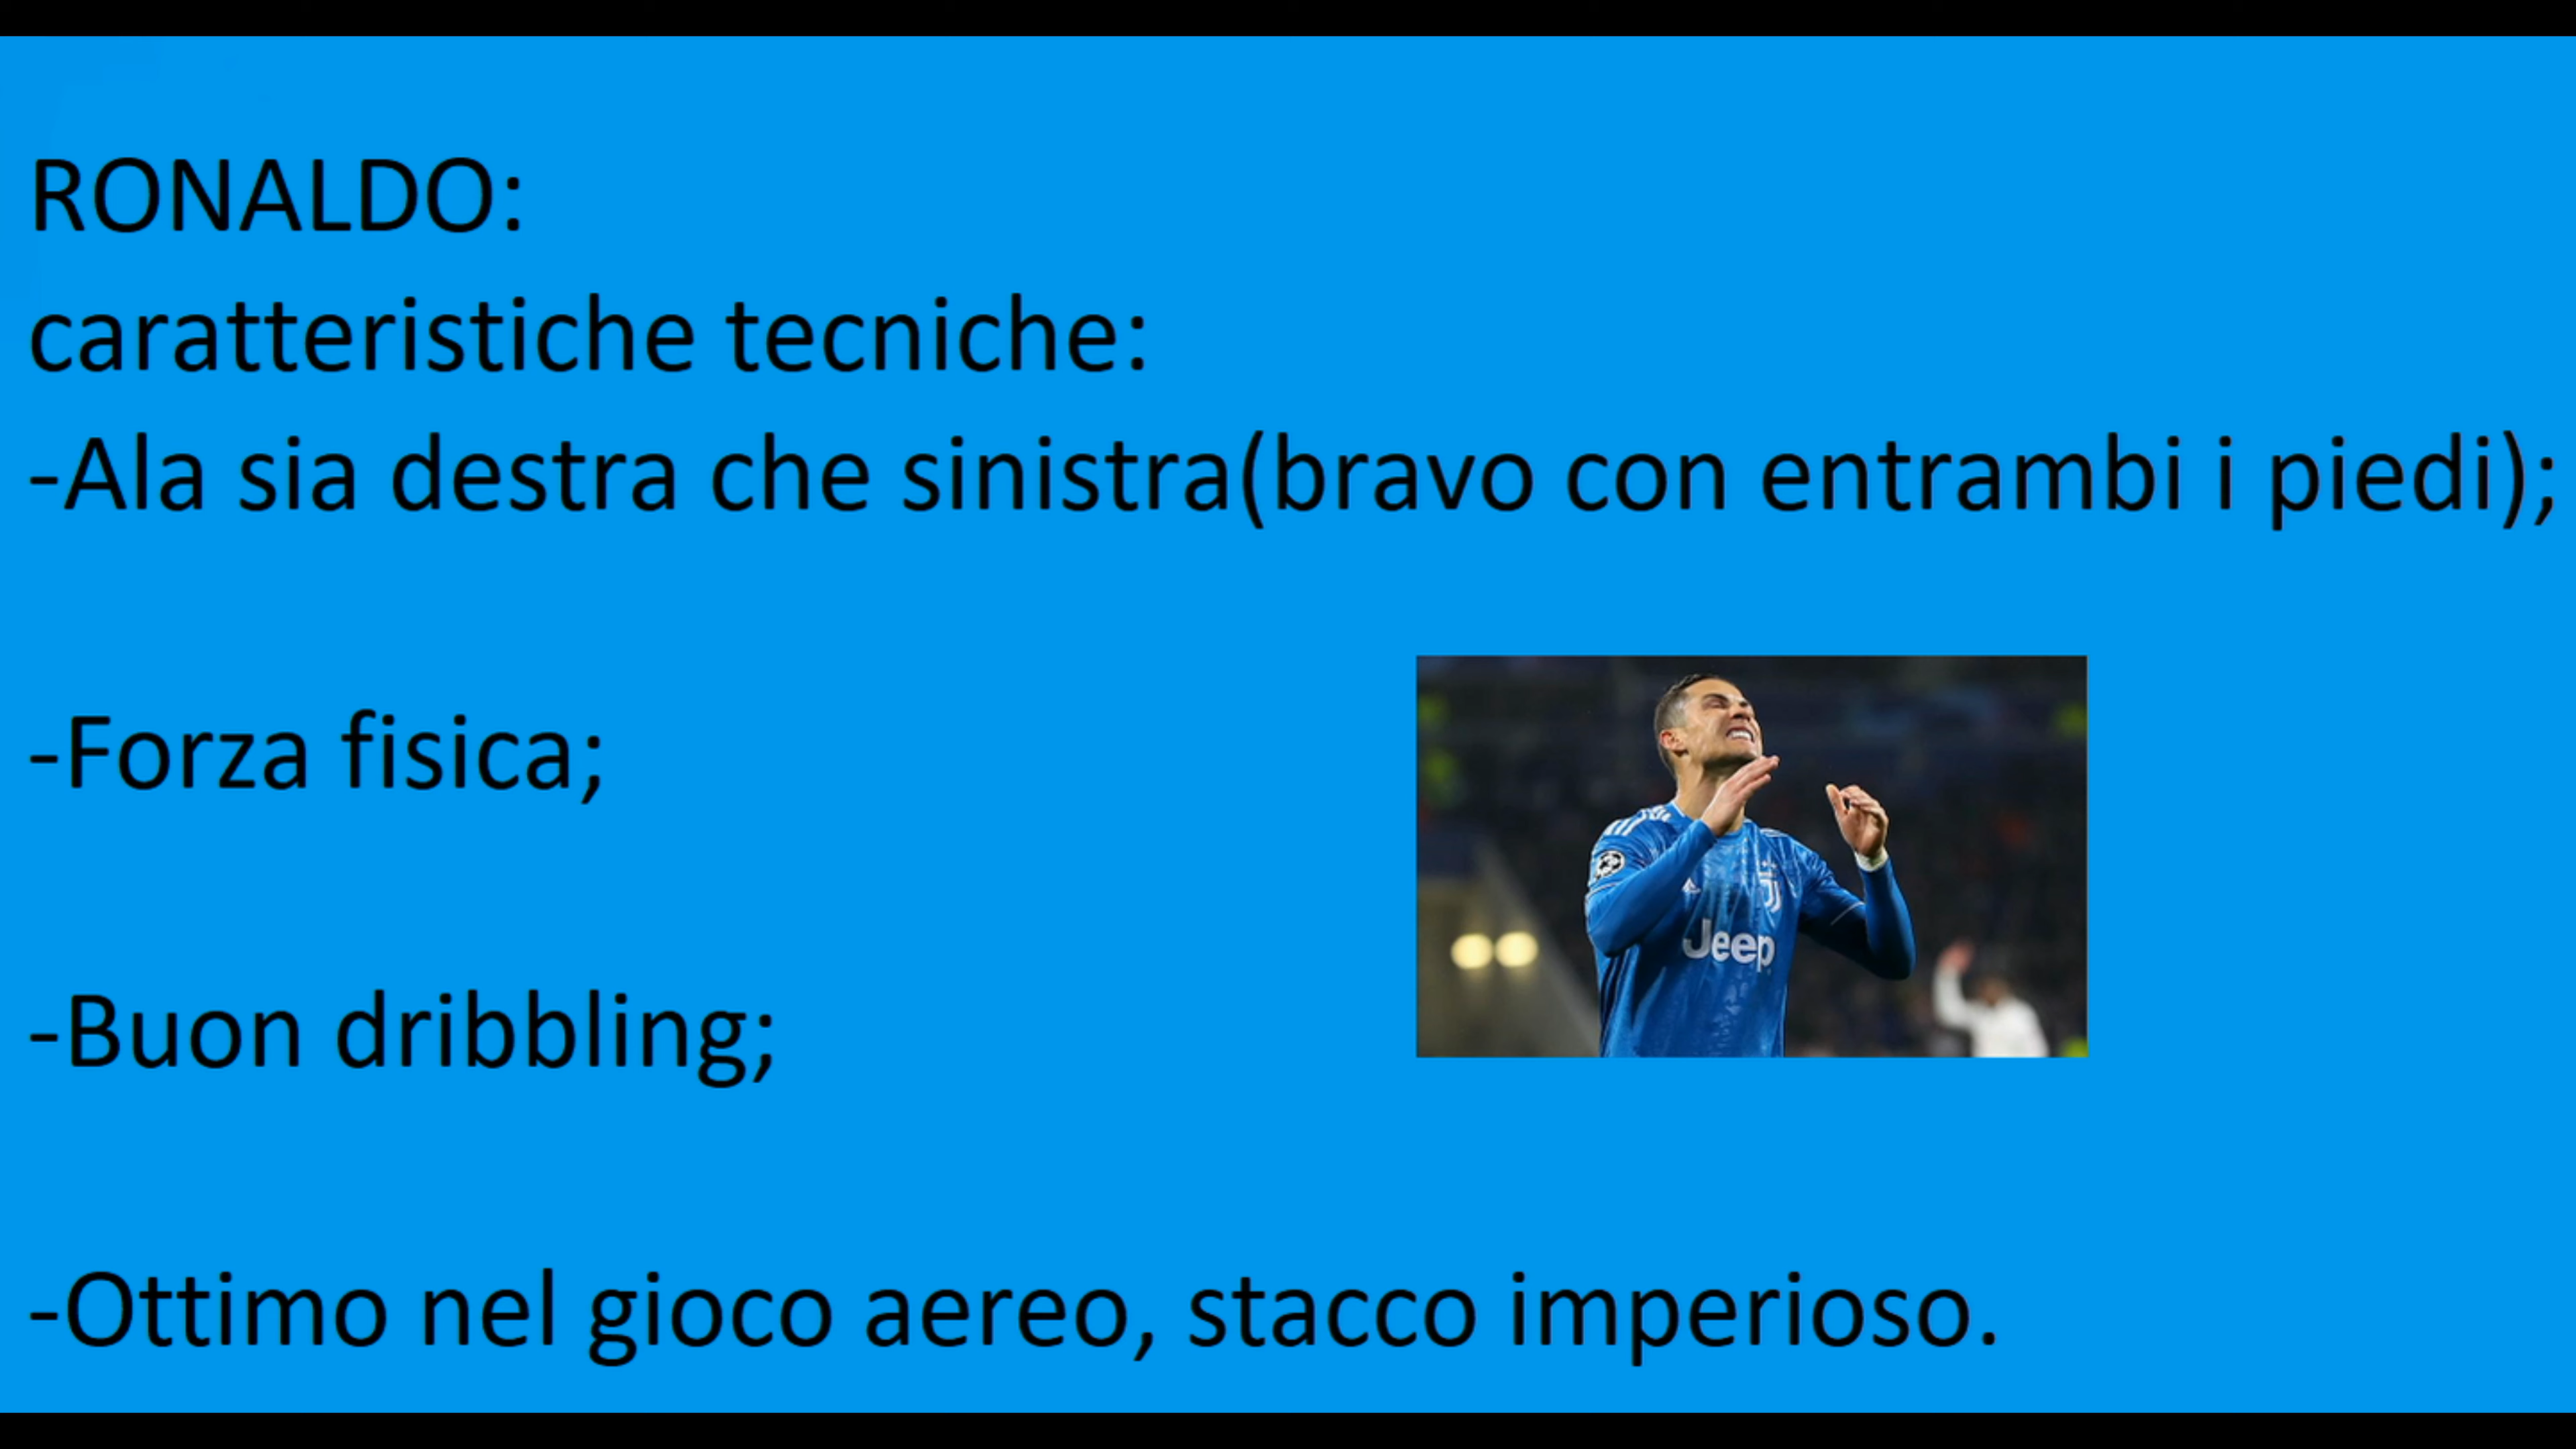 RONALDO:
caratteristiche tecniche:
-Ala sia destra che sinistra(bravo con entrambi i piedi);
-Forza fisica;
Jeep
-Buon dribbling;
-Ottimo nel gioco aereo, stacco imperioso.